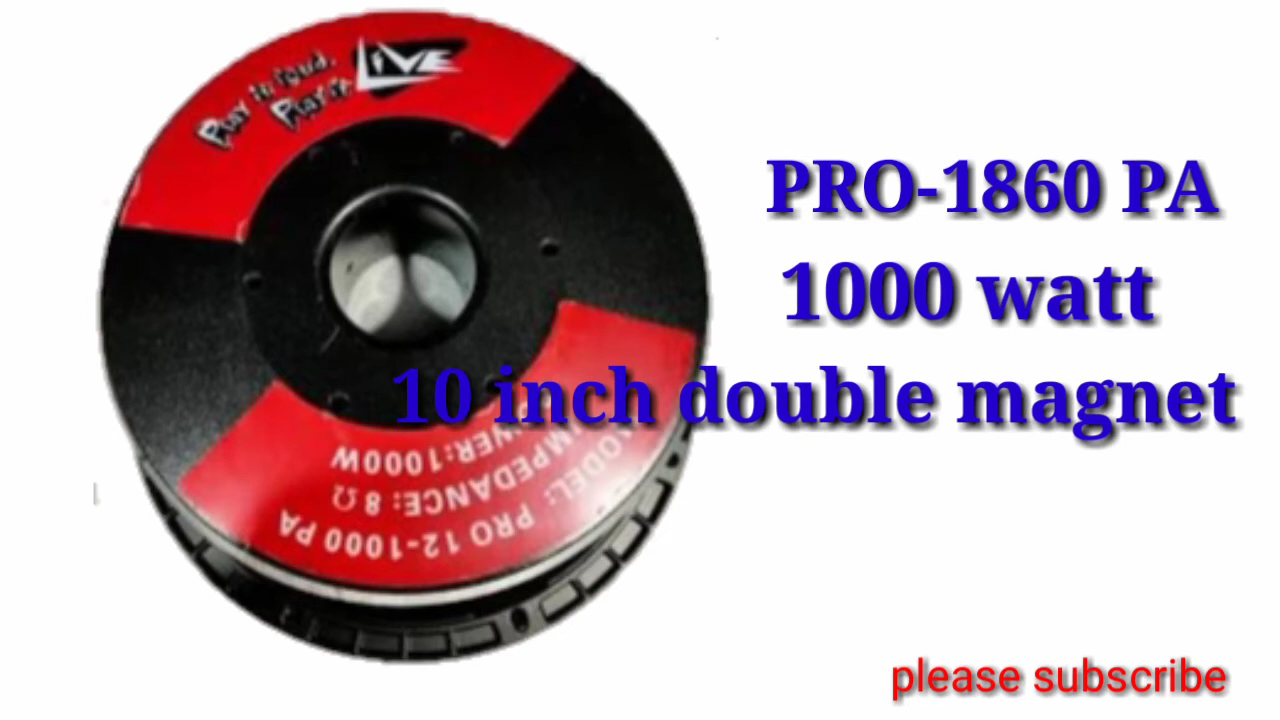 Play it loud.
Play it LIVE
PRO-1860 PA
1000 watt
10 inch double magnet
MODEL: PRO 12-1000 PA
IMPEDANCE: 8Ω
POWER:1000W
please subscribe